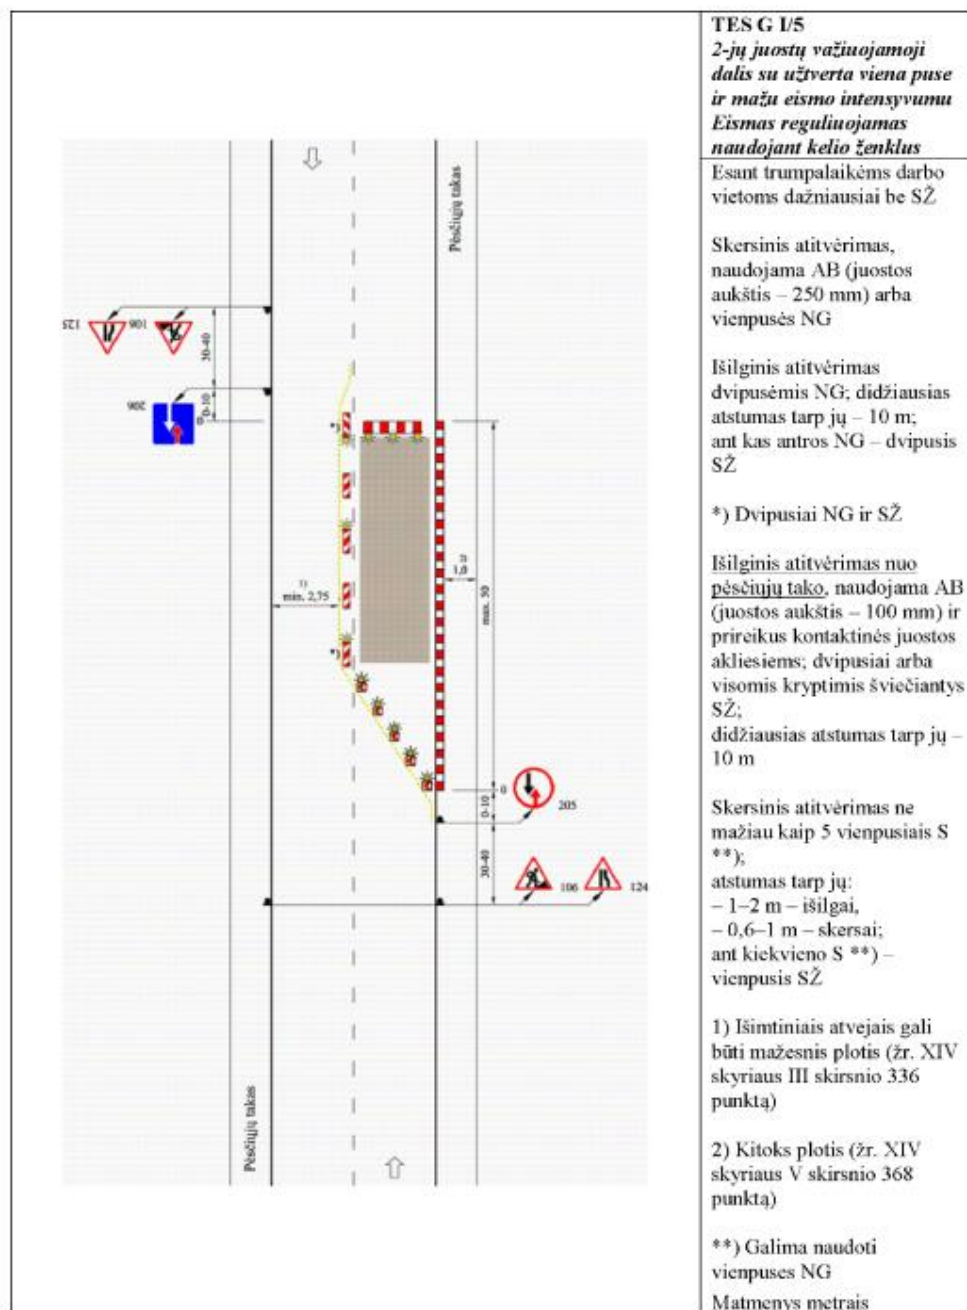 TES G I/5
2-jų juostų važiuojamoji
dalis su užtverta viena puse
ir mažu eismo intensyvumu
Eismas reguliuojamas
naudojant kelio ženklus
Esant trumpalaikėms darbo
vietoms dažniausiai be SŽ
Skersinis atitvėrimas,
naudojama AB (juostos
aukštis – 250 mm) arba
vienpusės NG
Išilginis atitvėrimas
dvipusėmis NG; didžiausias
atstumas tarp jų – 10 m;
ant kas antros NG – dvipusis
SŽ
*) Dvipusiai NG ir SŽ
Išilginis atitvėrimas nuo
pėsčiųjų tako, naudojama AB
(juostos aukštis – 100 mm) ir
prireikus kontaktinės juostos
akliesiems; dvipusiai arba
visomis kryptimis šviečiantys
SŽ;
didžiausias atstumas tarp jų –
10 m
Skersinis atitvėrimas ne
mažiau kaip 5 vienpusiais S
**);
atstumas tarp jų:
– 1–2 m – išilgai,
– 0,6–1 m – skersai;
ant kiekvieno S **) –
vienpusis SŽ
1) Išimtiniais atvejais gali
būti mažesnis plotis (žr. XIV
skyriaus III skirsnio 336
punktą)
2) Kitoks plotis (žr. XIV
skyriaus V skirsnio 368
punktą)
**) Galima naudoti
vienpuses NG
Matmenys metrais
Pėsčiųjų takas
125
106
30-40
206
0-10
0
*)
1)
min. 2,75
2)
1,0
max. 50
*)
0
0-10
205
30-40
106
124
Pėsčiųjų takas